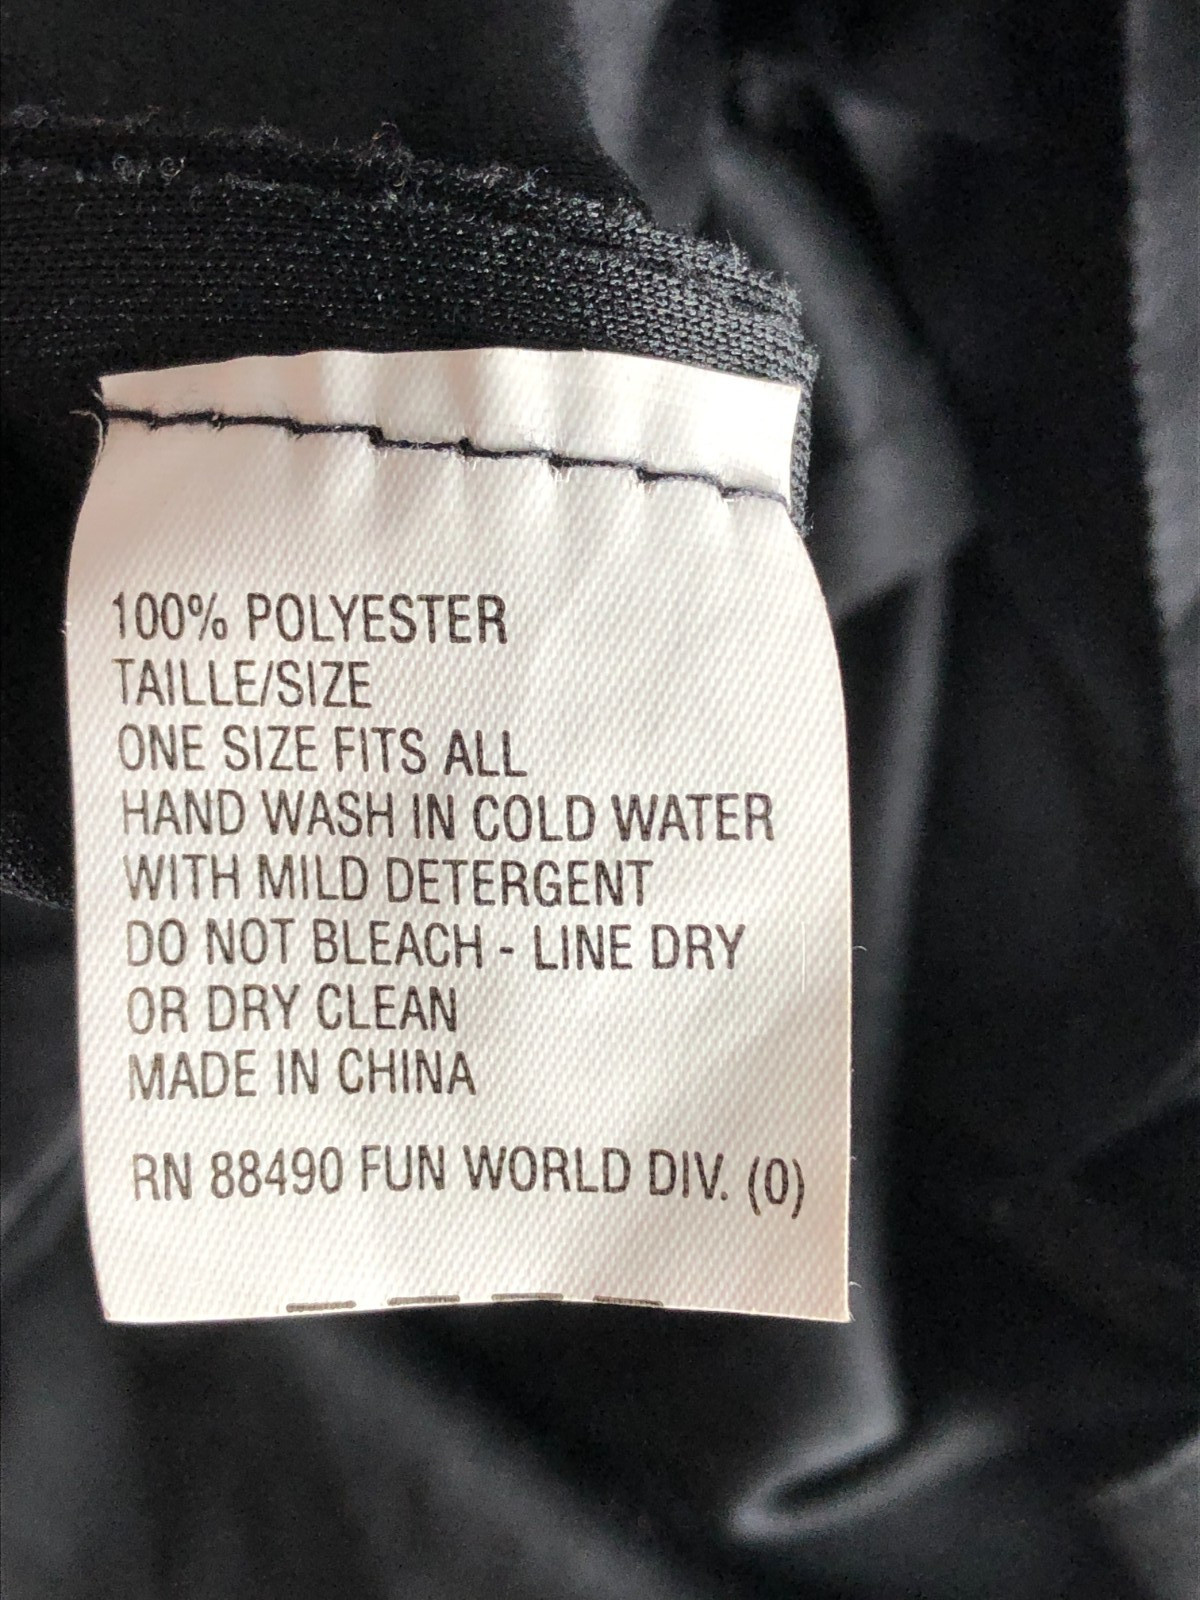 100% POLYESTER
TAILLE/SIZE
ONE SIZE FITS ALL
HAND WASH IN COLD WATER
WITH MILD DETERGENT
DO NOT BLEACH - LINE DRY
OR DRY CLEAN
MADE IN CHINA
RN 88490 FUN WORLD DIV. (0)